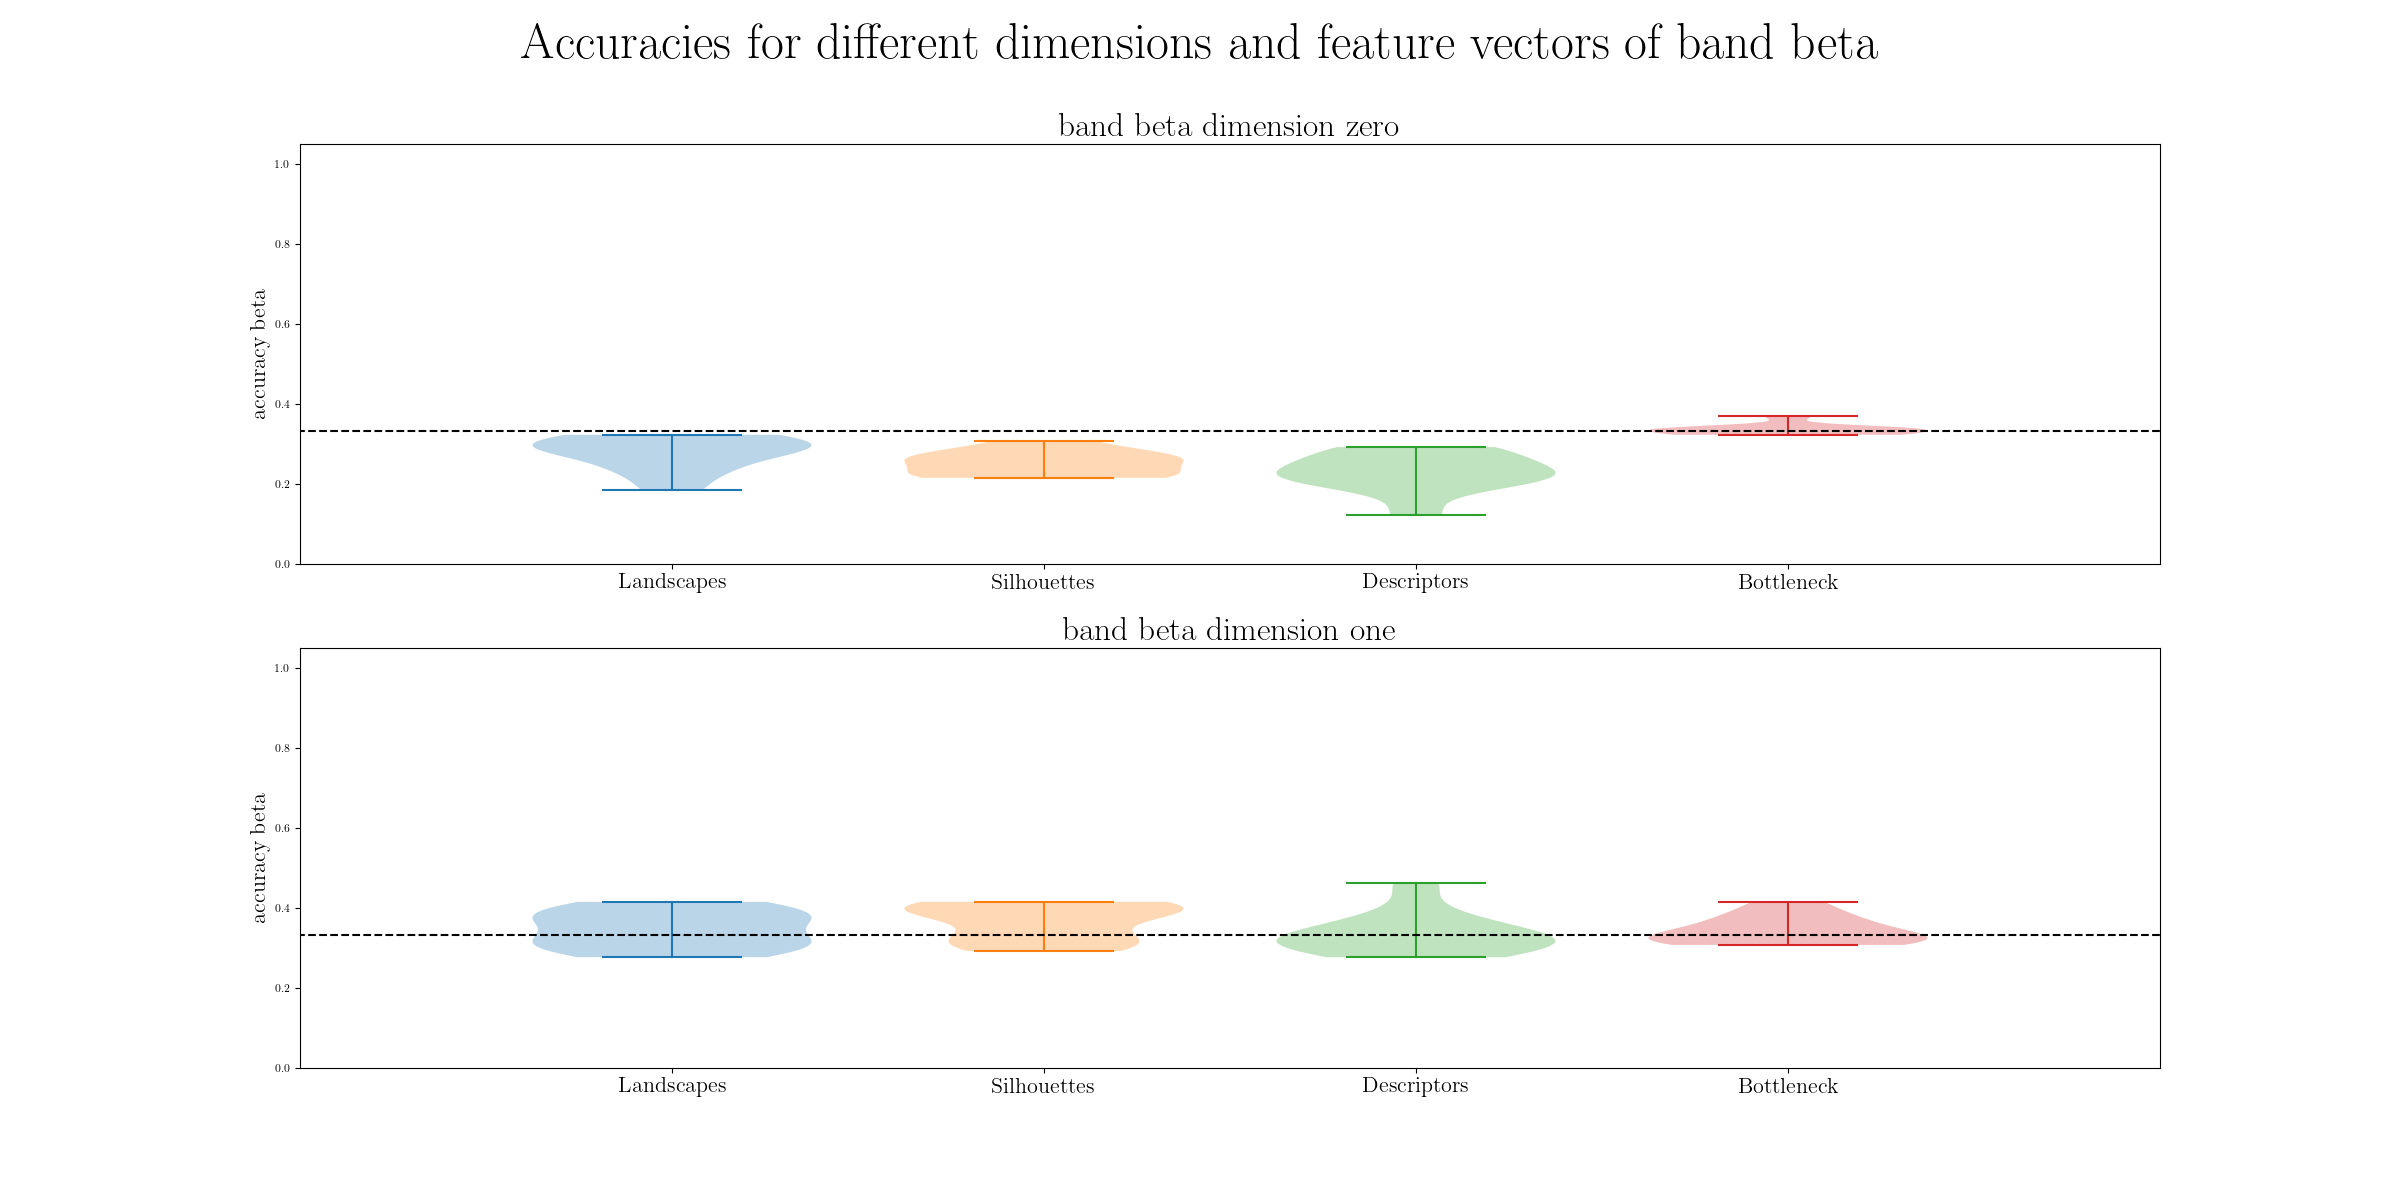 Accuracies for different dimensions and feature vectors of band beta
band beta dimension zero
1.0
0.8
0.6
0.4
0.2
0.0
accuracy beta
Landscapes Silhouettes Descriptors Bottleneck
band beta dimension one
1.0
0.8
0.6
0.4
0.2
0.0
accuracy beta
Landscapes Silhouettes Descriptors Bottleneck